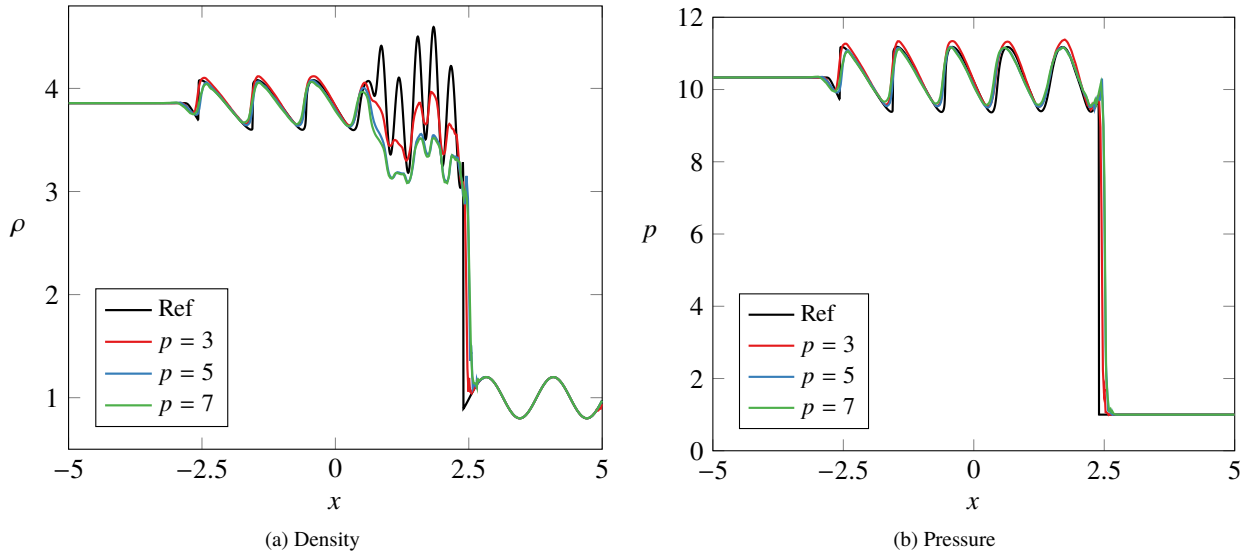 4
3
2
1
ρ
−5
−2.5
0
2.5
5
x
Ref
p = 3
p = 5
p = 7
(a) Density
12
10
8
6
4
2
0
p
−5
−2.5
0
2.5
5
x
Ref
p = 3
p = 5
p = 7
(b) Pressure